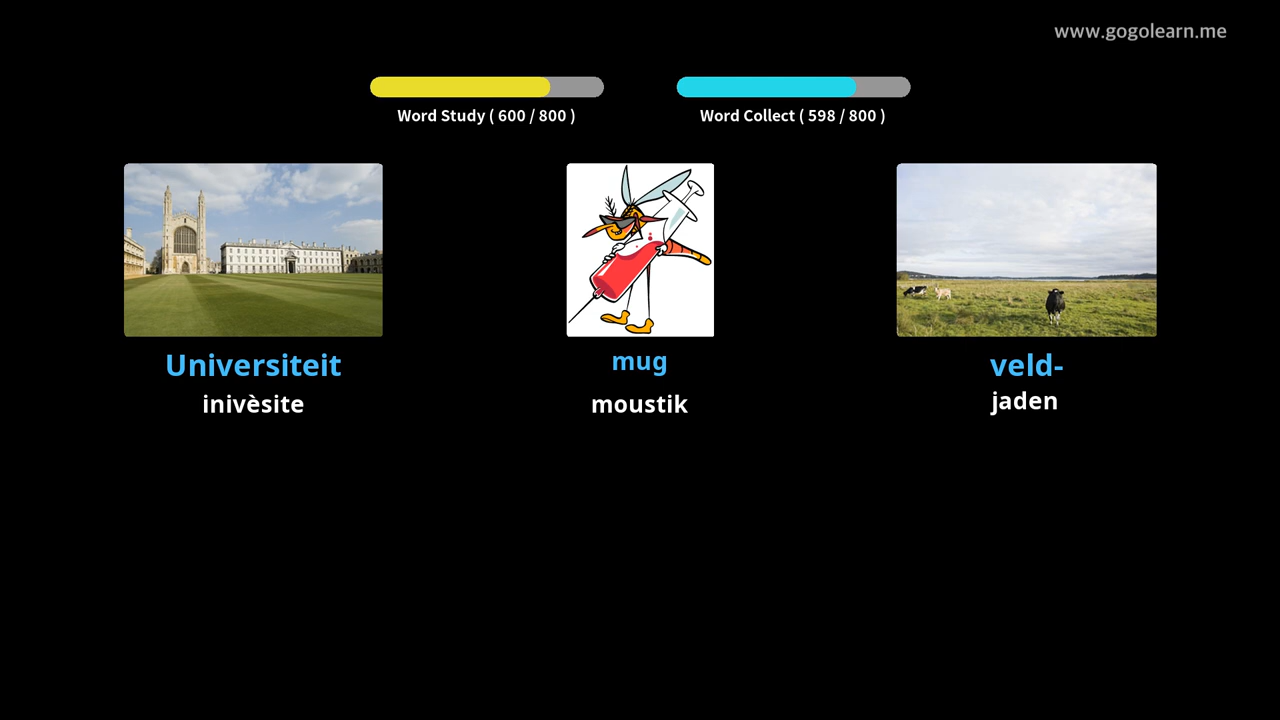 www.gogolearn.me
Word Study ( 600 / 800 )
Word Collect ( 598 / 800 )
Universiteit
inivèsite
mug
moustik
veld-
jaden